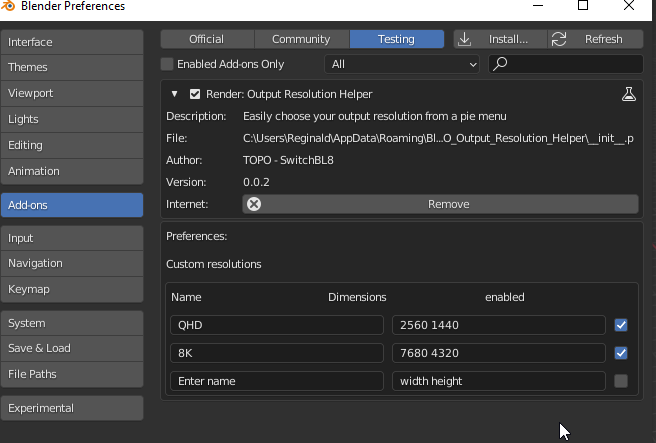 Blender Preferences
Interface
Themes
Viewport
Lights
Editing
Animation
Add-ons
Input
Navigation
Keymap
System
Save & Load
File Paths
Experimental
Official Community Testing Install... Refresh
Enabled Add-ons Only All
Render: Output Resolution Helper
Description: Easily choose your output resolution from a pie menu
File: C:\Users\Reginald\AppData\Roaming\Bl...O_Output_Resolution_Helper\__init__.p
Author: TOPO - SwitchBL8
Version: 0.0.2
Internet: Remove
Preferences:
Custom resolutions
Name Dimensions enabled
QHD 2560 1440
8K 7680 4320
Enter name width height